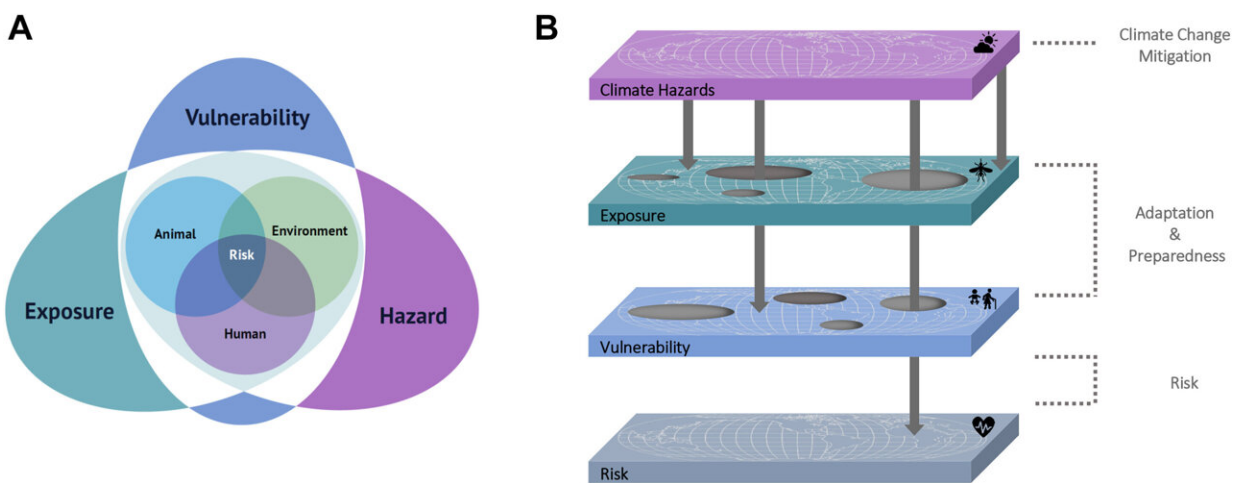 A
Vulnerability
Animal
Environment
Risk
Exposure
Hazard
Human
B
Climate Hazards
Climate Change
Mitigation
Exposure
Adaptation
&
Preparedness
Vulnerability
Risk
Risk